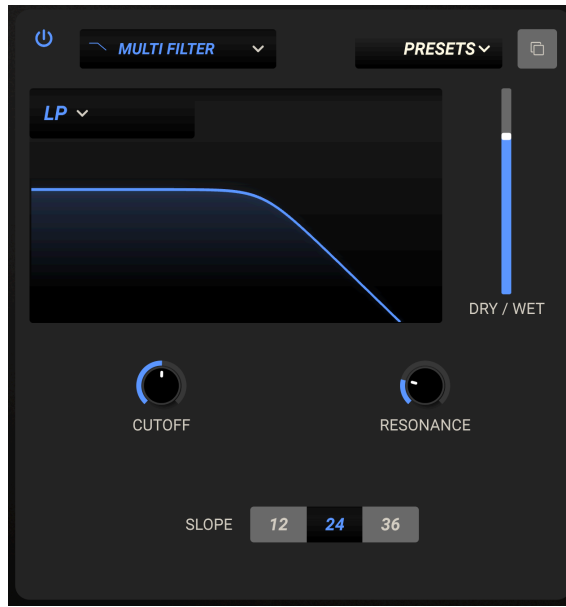 MULTI FILTER
PRESETS
LP
DRY / WET
CUTOFF
RESONANCE
SLOPE 12 24 36